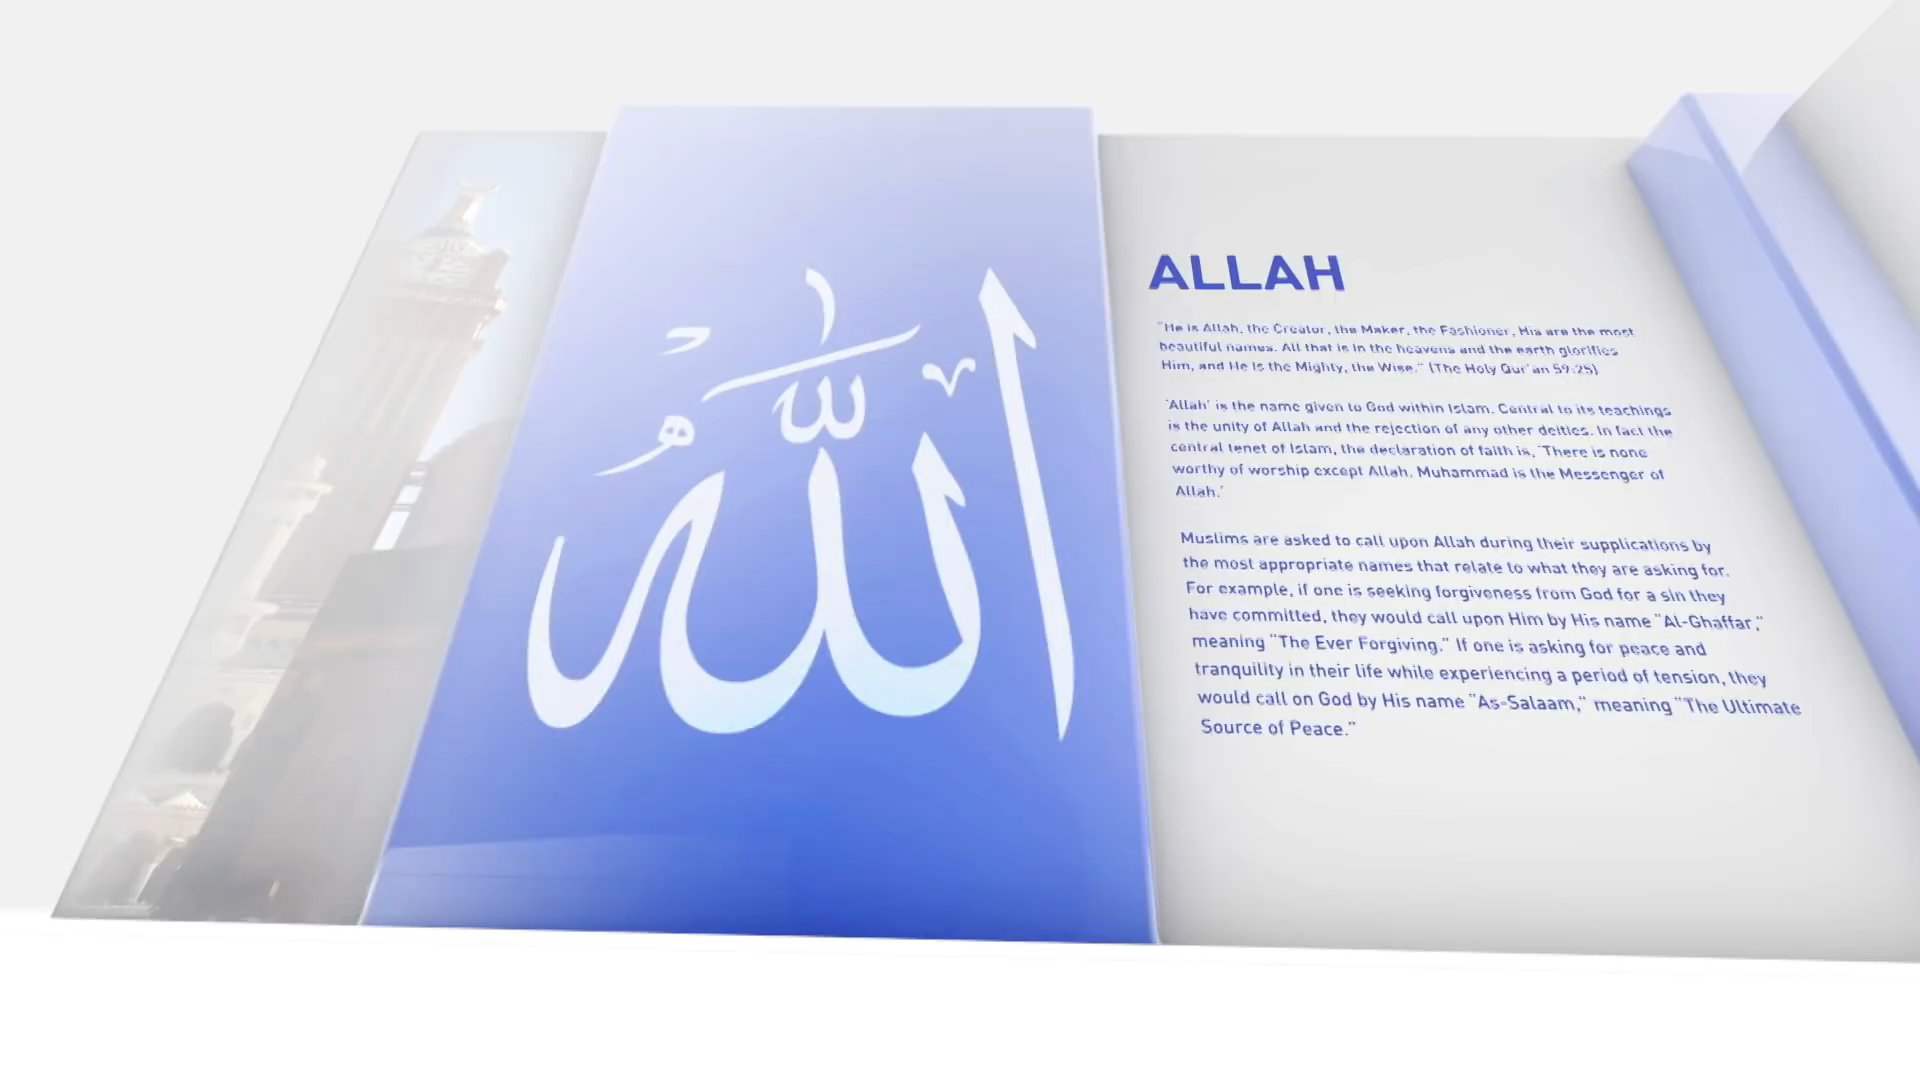 اللّٰهُ
ALLAH
"He is Allah, the Creator, the Maker, the Fashioner, His are the most
beautiful names. All that is in the heavens and the earth glorifies
Him, and He is the Mighty, the Wise." (The Holy Qur'an 59:25)
'Allah' is the name given to God within Islam. Central to its teachings
is the unity of Allah and the rejection of any other deities. In fact the
central tenet of Islam, the declaration of faith is, 'There is none
worthy of worship except Allah. Muhammad is the Messenger of
Allah.'
Muslims are asked to call upon Allah during their supplications by
the most appropriate names that relate to what they are asking for.
For example, if one is seeking forgiveness from God for a sin they
have committed, they would call upon Him by His name "Al-Ghaffar,"
meaning "The Ever Forgiving." If one is asking for peace and
tranquility in their life while experiencing a period of tension, they
would call on God by His name "As-Salaam," meaning "The Ultimate
Source of Peace."